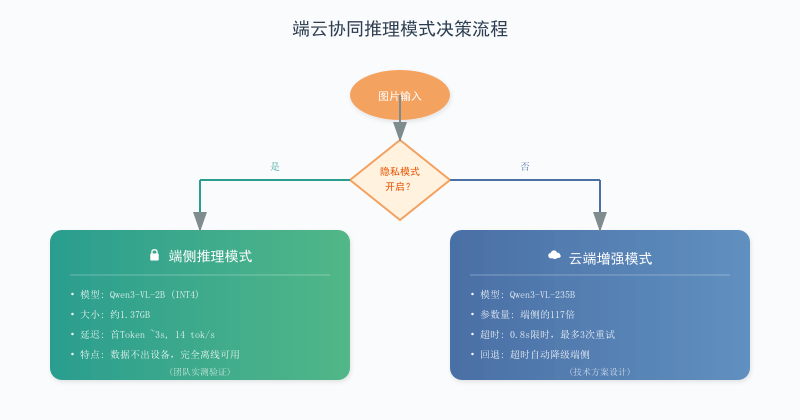 端云协同推理模式决策流程
图片输入
隐私模式
开启?
是
否
端侧推理模式
• 模型: Qwen3-VL-2B (INT4)
• 大小: 约1.37GB
• 延迟: 首Token ~3s, 14 tok/s
• 特点: 数据不出设备, 完全离线可用
(团队实测验证)
云端增强模式
• 模型: Qwen3-VL-235B
• 参数量: 端侧的117倍
• 超时: 0.8s限时, 最多3次重试
• 回退: 超时自动降级端侧
(技术方案设计)